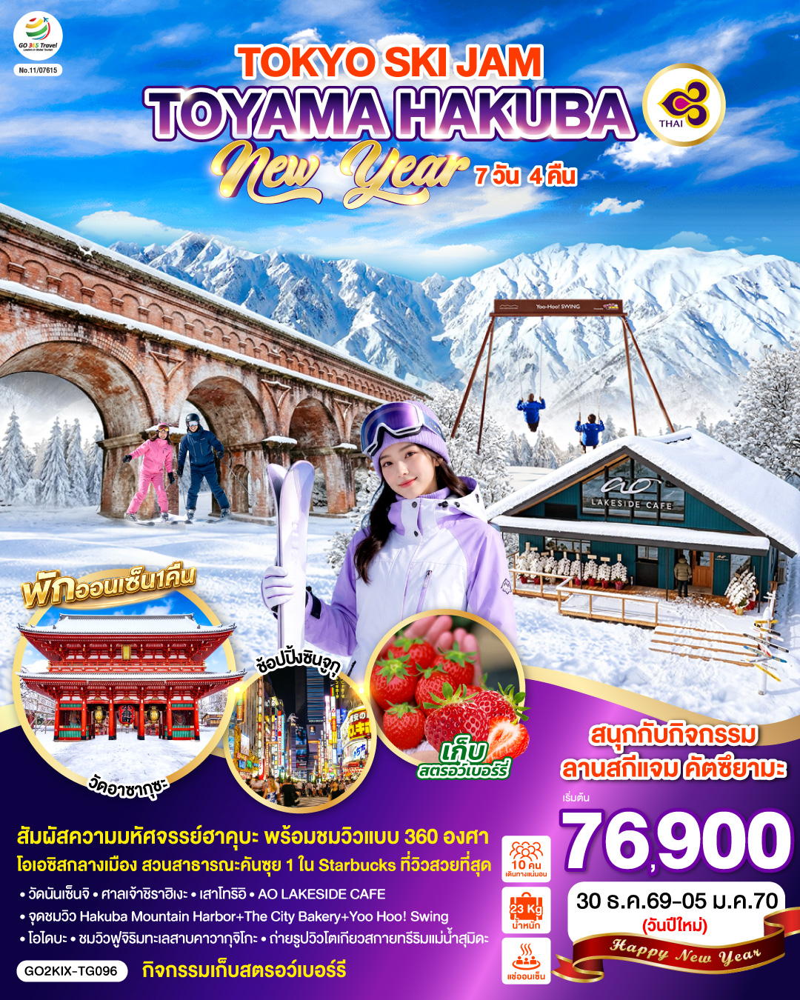 GO 365 Travel
Leaders in Global Tourism
No.11/07615
TOKYO SKI JAM
TOYAMA HAKUBA
THAI
New Year 7 วัน 4 คืน
Yoo-Hoo! SWING
ao
LAKESIDE CAFE
พักออนเซ็น1คืน
วัดอาซากุซะ
ช้อปปิ้งชินจูกุ
เก็บ
สตรอว์เบอร์รี่
สนุกกับกิจกรรม
ลานสกีแจม คัตซึยามะ
เริ่มต้น
76,900
30 ธ.ค.69-05 ม.ค.70
(วันปีใหม่)
Happy New Year
สัมผัสความมหัศจรรย์ฮาคุบะ พร้อมชมวิวแบบ 360 องศา
โอเอซิสกลางเมือง สวนสาธารณะคันซุย 1 ใน Starbucks ที่วิวสวยที่สุด
• วัดนันเซ็นจิ • ศาลเจ้าชิราฮิเงะ • เสาโทริอิ • AO LAKESIDE CAFE
• จุดชมวิว Hakuba Mountain Harbor+The City Bakery+Yoo Hoo! Swing
• โอไดบะ • ชมวิวฟูจิริมทะเลสาบคาวากุจิโกะ • ถ่ายรูปวิวโตเกียวสกายทรีริมแม่น้ำสุมิดะ
GO2KIX-TG096 กิจกรรมเก็บสตรอว์เบอร์รี่
10 คน
เดินทางแน่นอน
23 Kg
น้ำหนัก
แช่ออนเซ็น